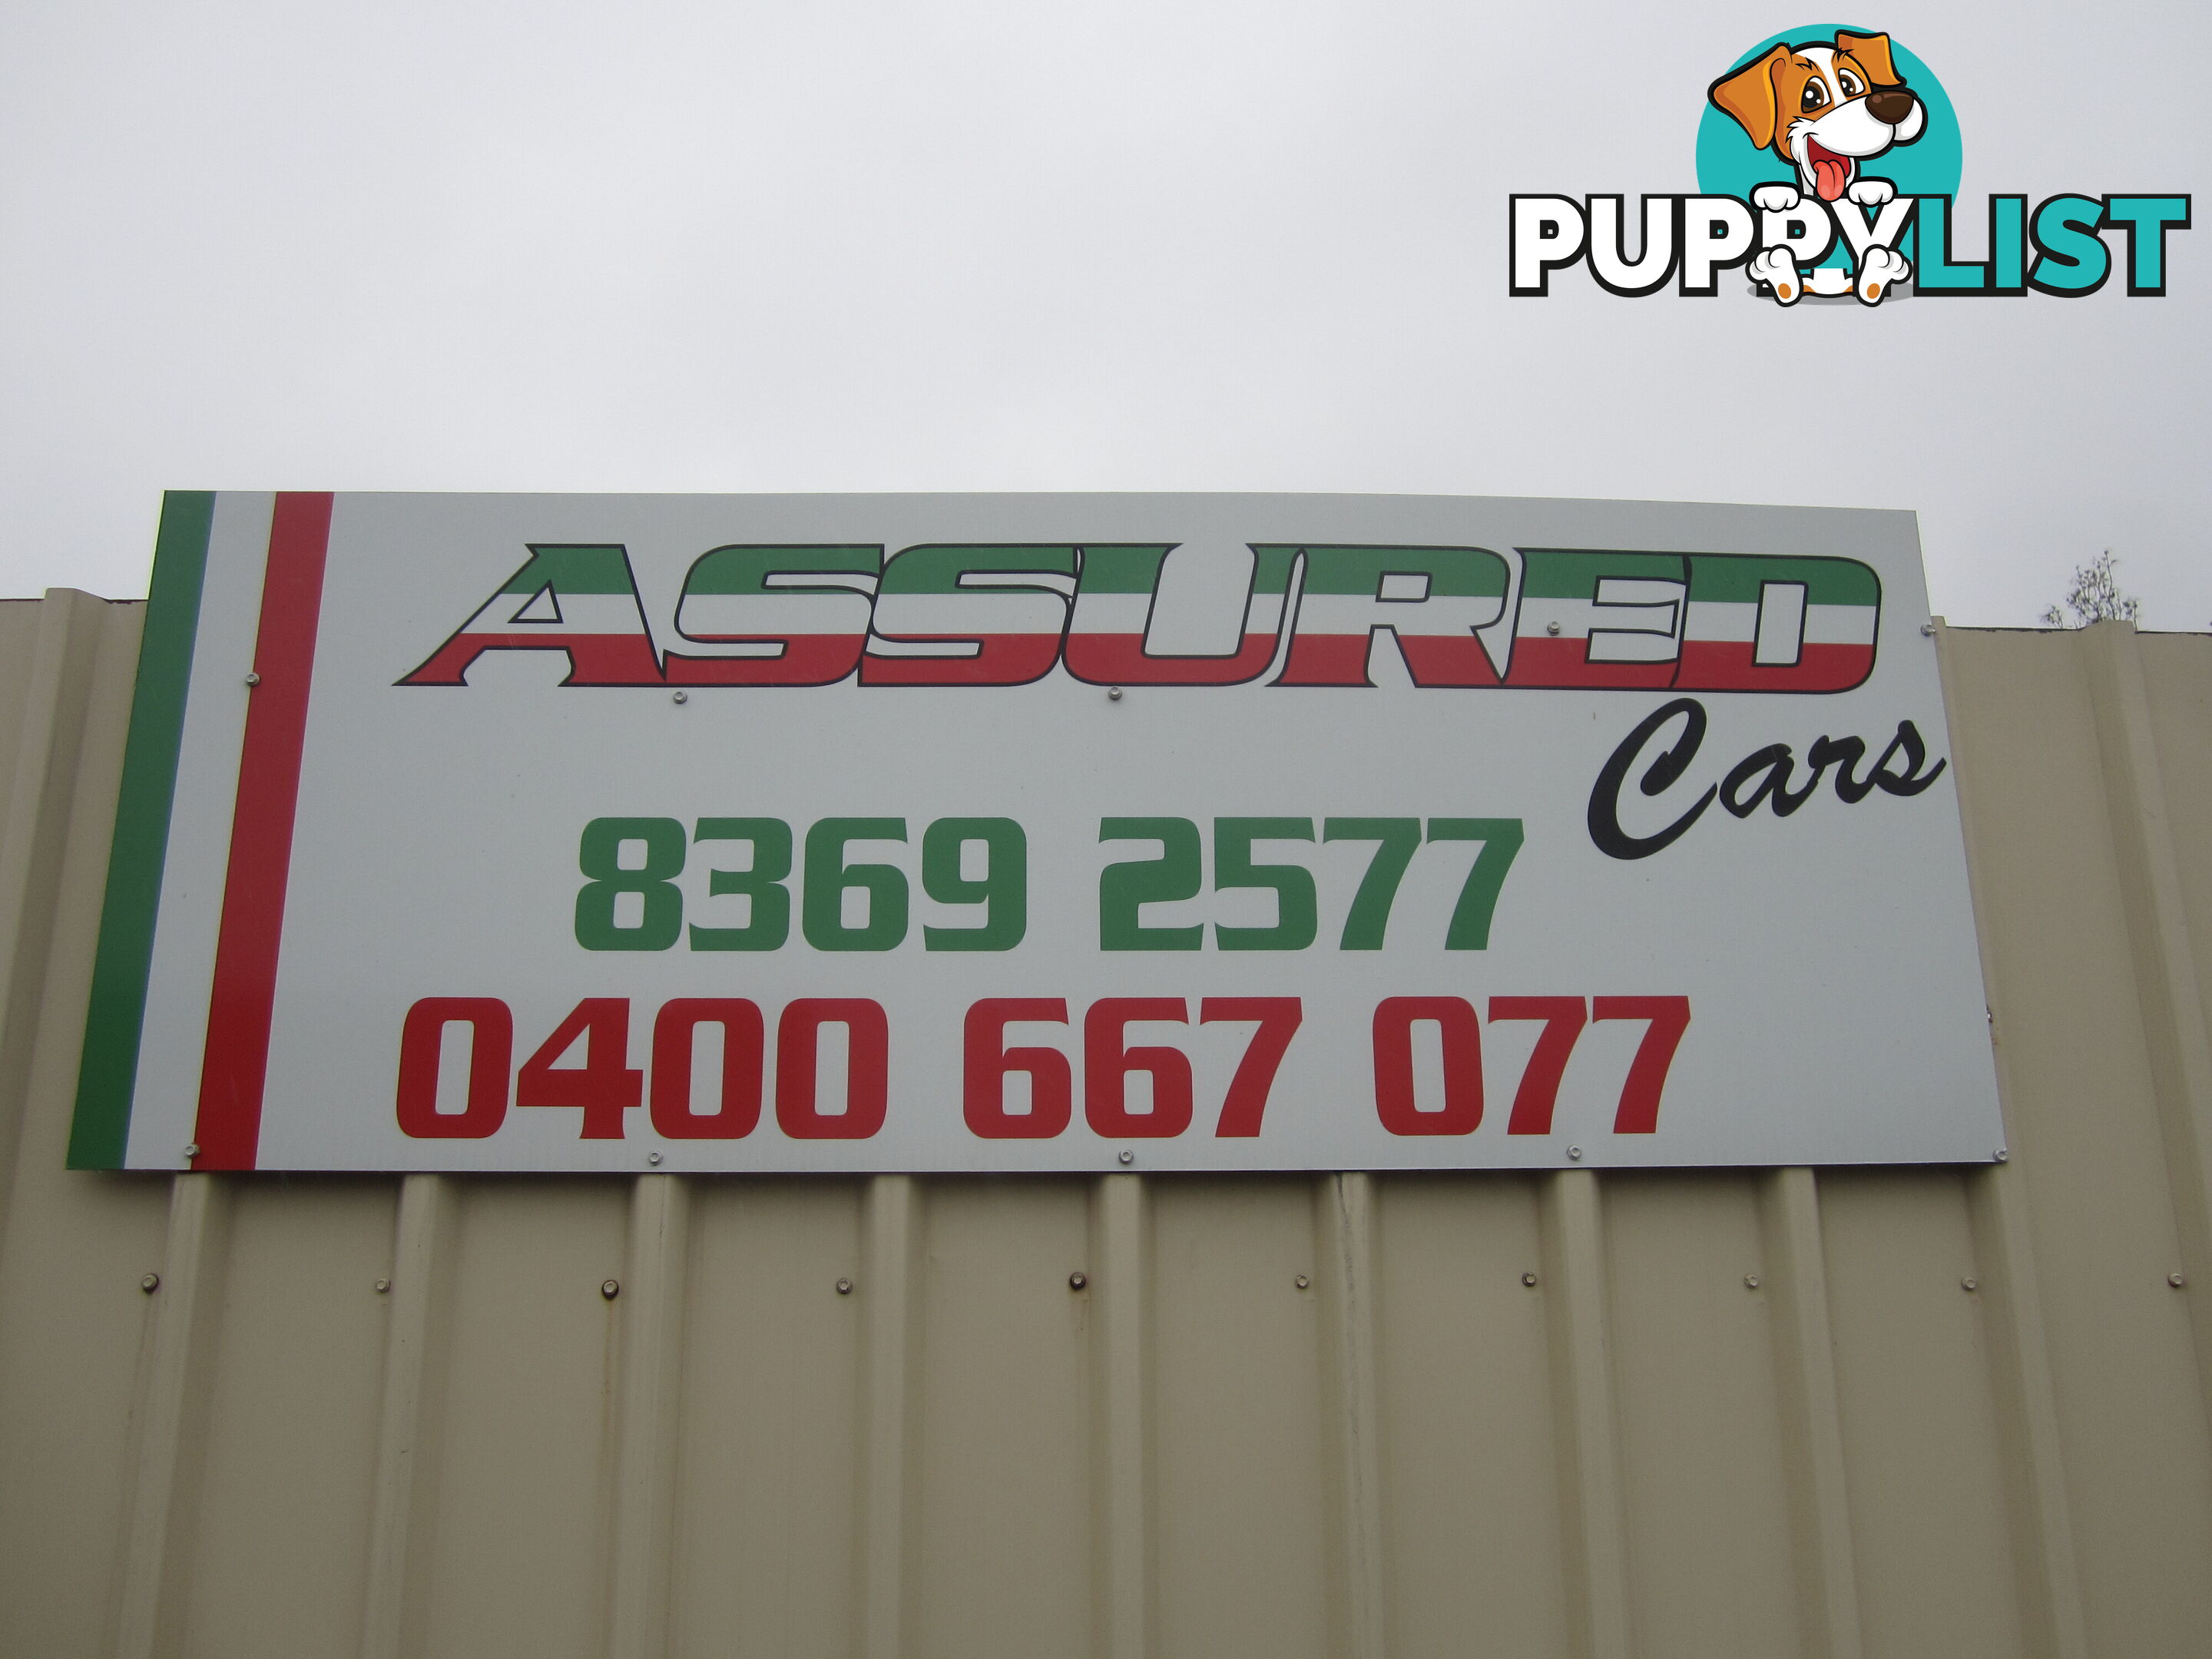 PUPPYLIST
ASSURED
Cars
8369 2577
0400 667 077